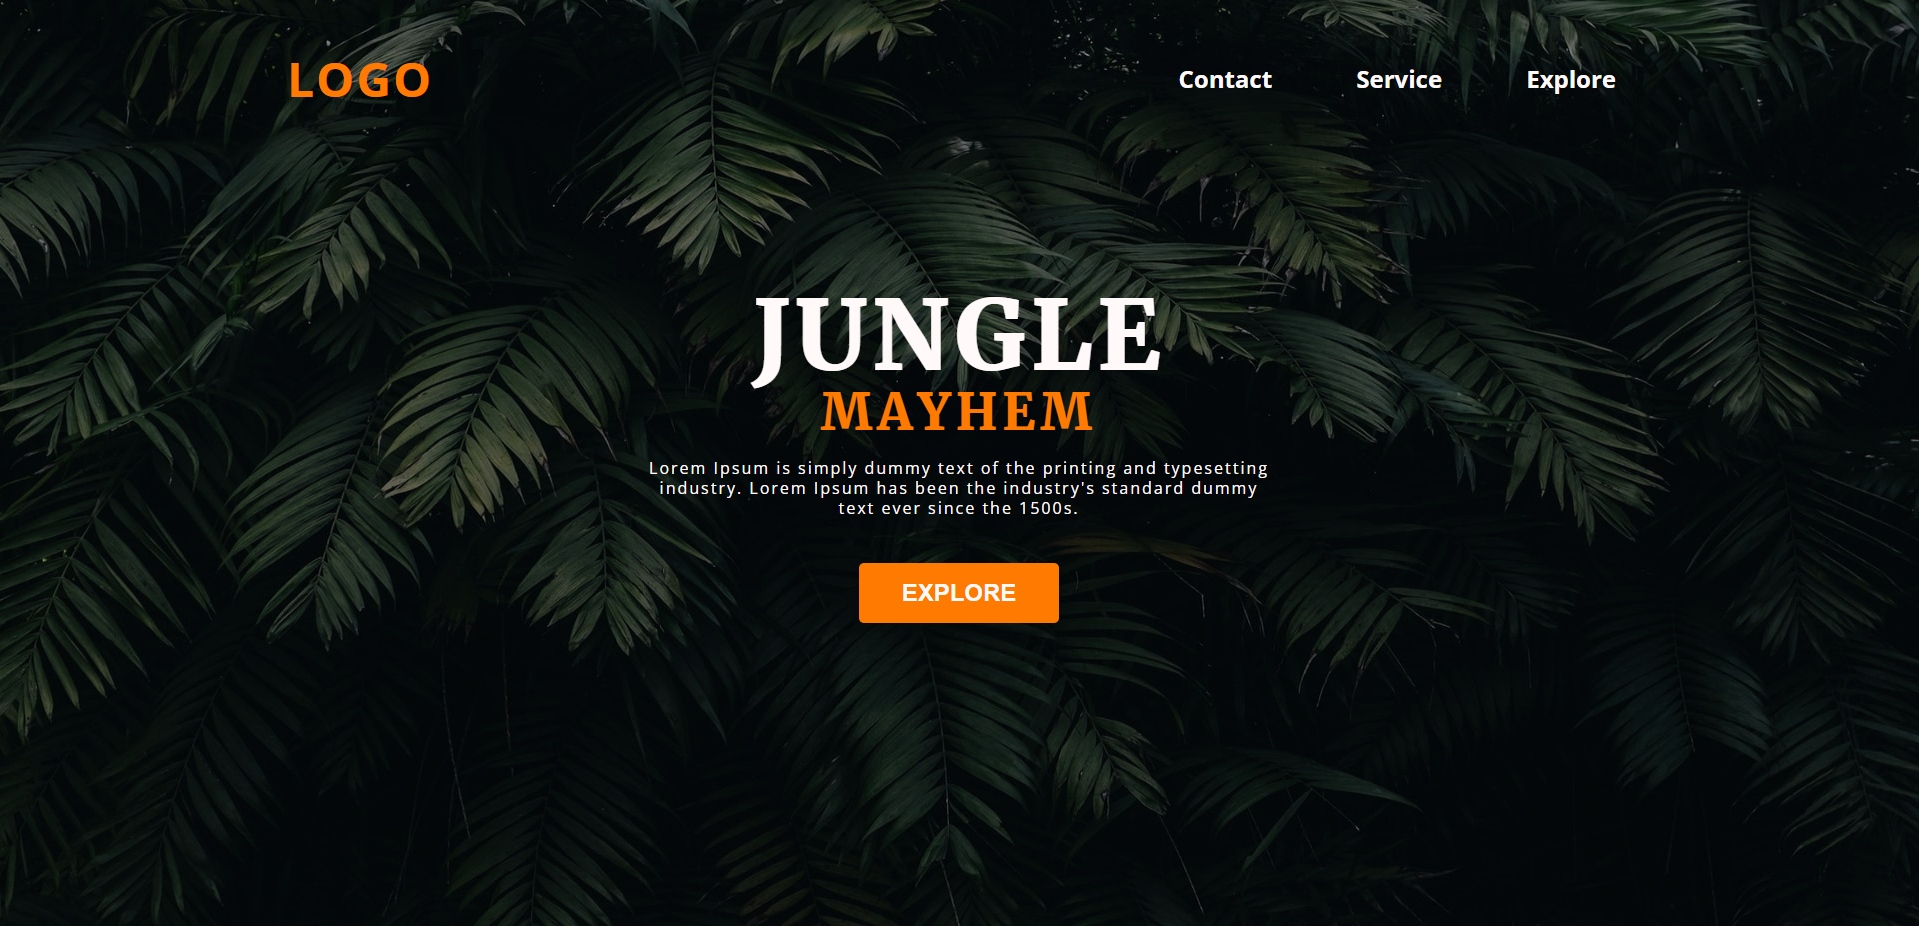 LOGO
Contact
Service
Explore
JUNGLE
MAYHEM
Lorem Ipsum is simply dummy text of the printing and typesetting
industry. Lorem Ipsum has been the industry's standard dummy
text ever since the 1500s.
EXPLORE